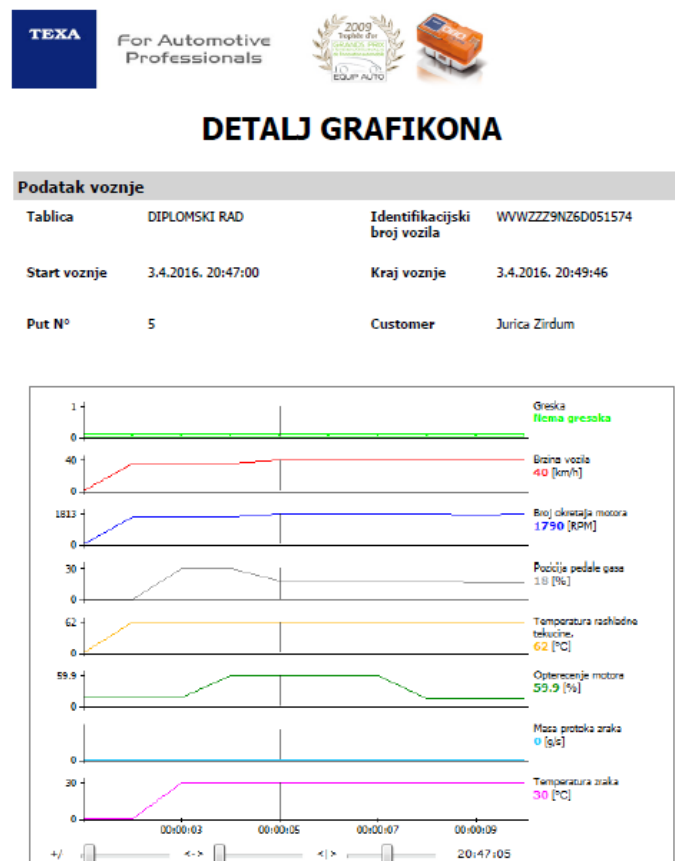 TEXA
For Automotive
Professionals
2009
Trophée d'or
GRANDS PRIX
EQUIP AUTO
DETALJ GRAFIKONA
Podatak voznje
Tablica DIPLOMSKI RAD Identifikacijski broj vozila WVWZZZ9NZ6D051574
Start voznje 3.4.2016. 20:47:00 Kraj voznje 3.4.2016. 20:49:46
Put N° 5 Customer Jurica Zirdum
1
0
Greska
Nema gresaka
40
0
Brzina vozila
40 [km/h]
1813
0
Broj okretaja motora
1790 [RPM]
30
0
Pozicija pedale gasa
18 [%]
62
0
Temperatura rashladne
tekucine.
62 [°C]
59.9
0
Opterecenje motora
59.9 [%]
0
Masa protoka zraka
0 [g/s]
30
0
Temperatura zraka
30 [°C]
00:00:03 00:00:05 00:00:07 00:00:09
+/ <-> <|> 20:47:05